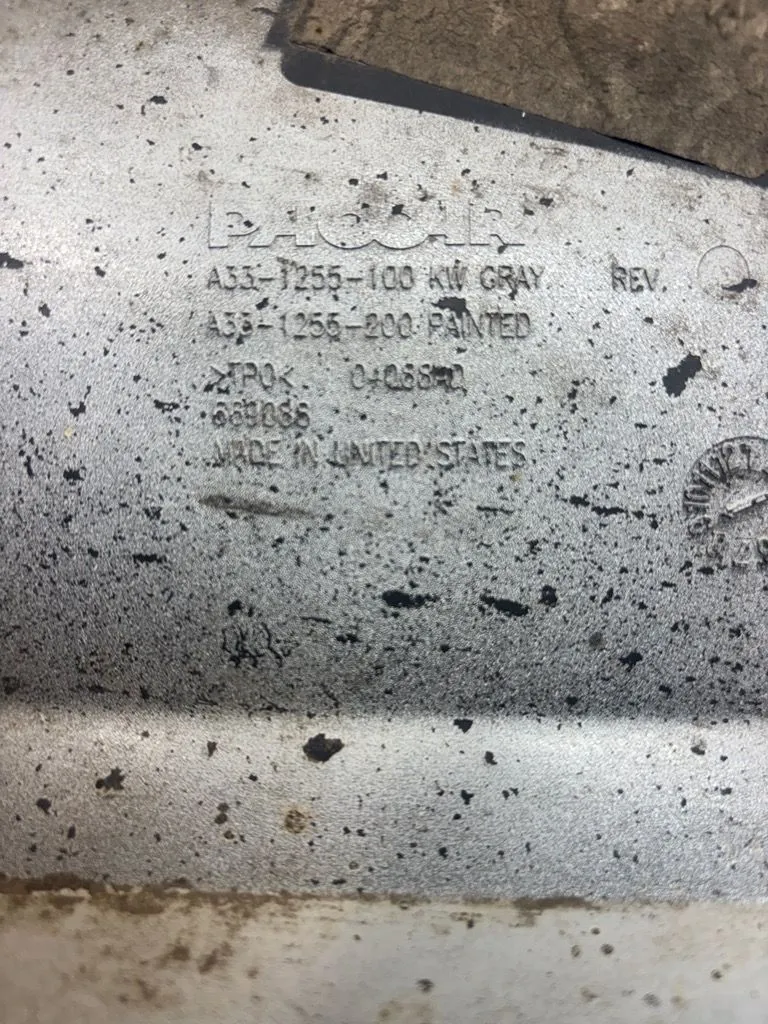 PACCAR
A33-1255-100 KW GRAY REV.
A33-1255-200 PAINTED
>TPO<
MADE IN UNITED STATES